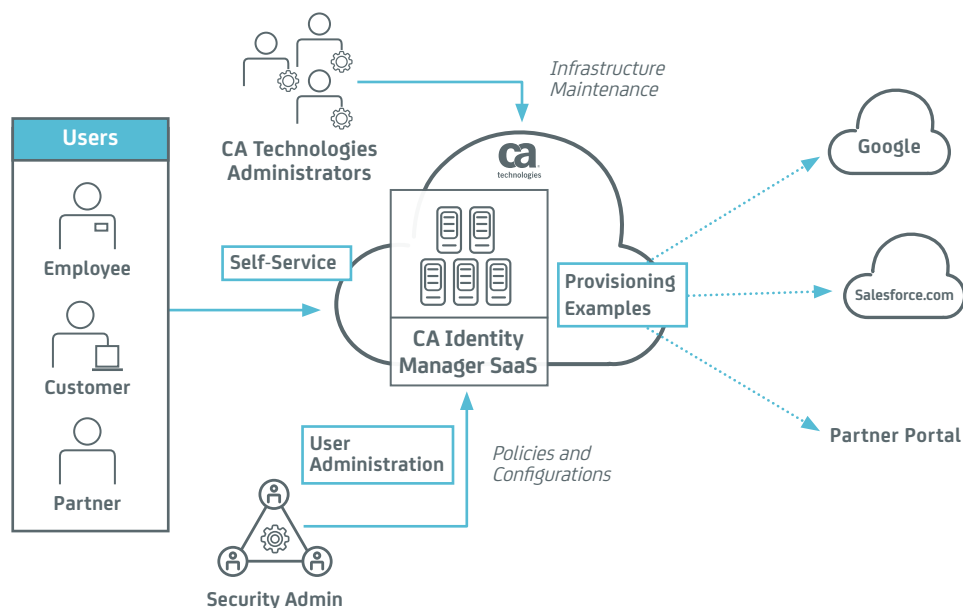 Infrastructure
Maintenance
CA Technologies
Administrators
Users
Employee
Customer
Partner
Self-Service
ca
technologies
CA Identity
Manager SaaS
Provisioning
Examples
Google
Salesforce.com
Partner Portal
User
Administration
Policies and
Configurations
Security Admin